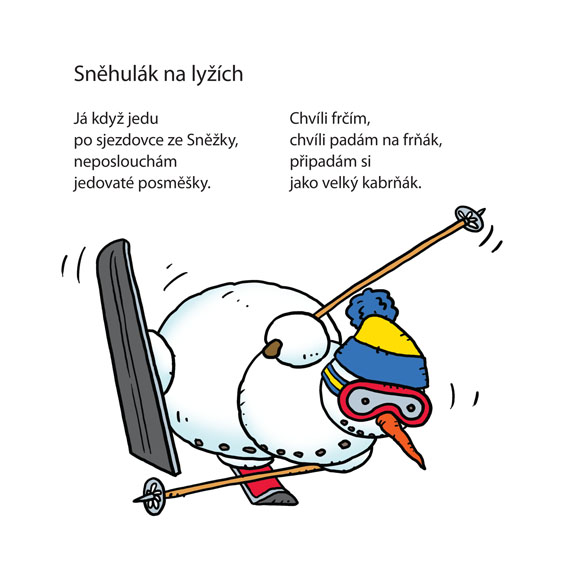 Sněhulák na lyžích
Já když jedu
po sjezdovce ze Sněžky,
neposlouchám
jedovaté posměšky.
Chvíli frčím,
chvíli padám na frňák,
připadám si
jako velký kabrňák.